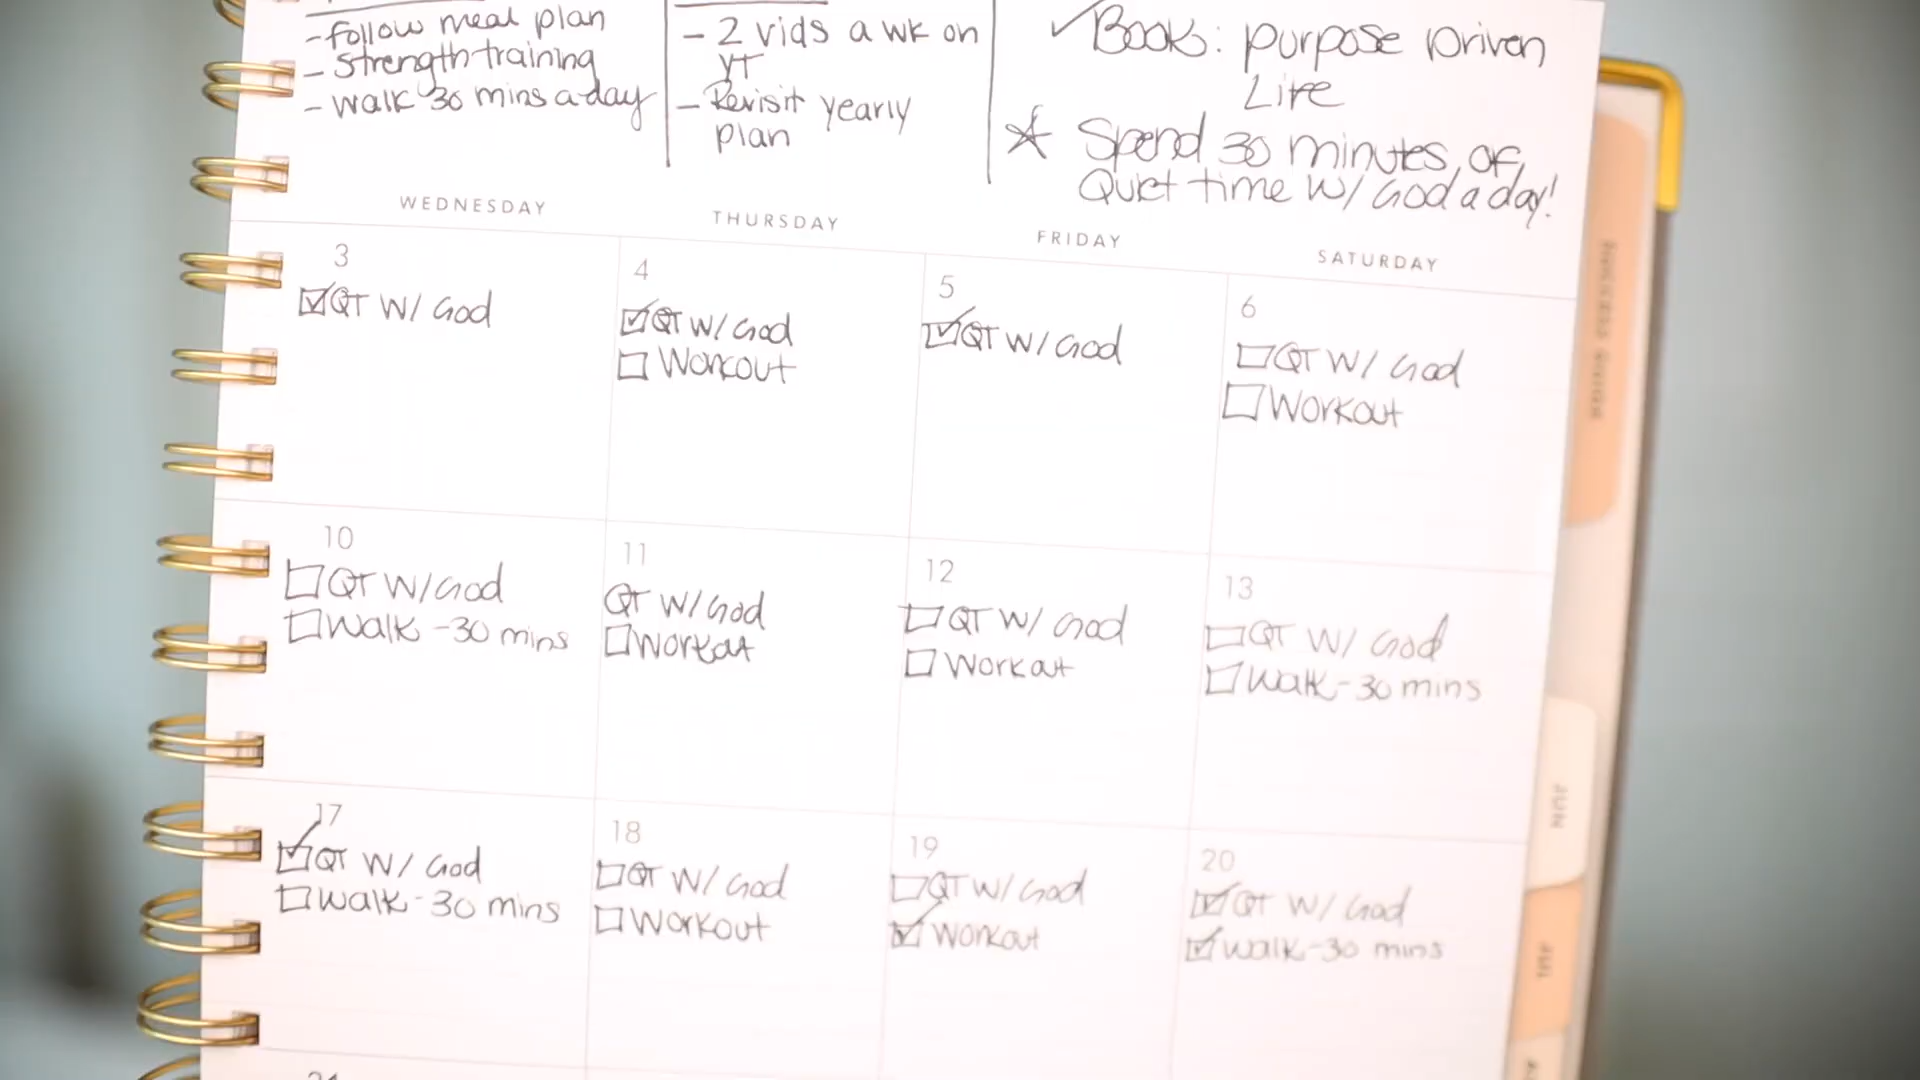 - Follow meal plan
- Strength training
- Walk 30 mins a day
- 2 vids a wk on
YT
- Revisit yearly
plan
✓ Book: Purpose Driven
Life
☆ Spend 30 minutes of
Quiet time w/ God a day!
WEDNESDAY
THURSDAY
FRIDAY
SATURDAY
3
☑ QT W/ God
4
☑ QT W/ God
☐ Workout
5
☑ QT W/ God
6
☐ QT W/ God
☐ Workout
10
☐ QT W/ God
☐ Walk - 30 mins
11
QT W/ God
☐ Workout
12
☐ QT W/ God
☐ Workout
13
☐ QT W/ God
☐ Walk - 30 mins
17
☑ QT W/ God
☐ Walk - 30 mins
18
☐ QT W/ God
☐ Workout
19
☐ QT W/ God
☑ Workout
20
☑ QT W/ God
☑ Walk - 30 mins
JUN